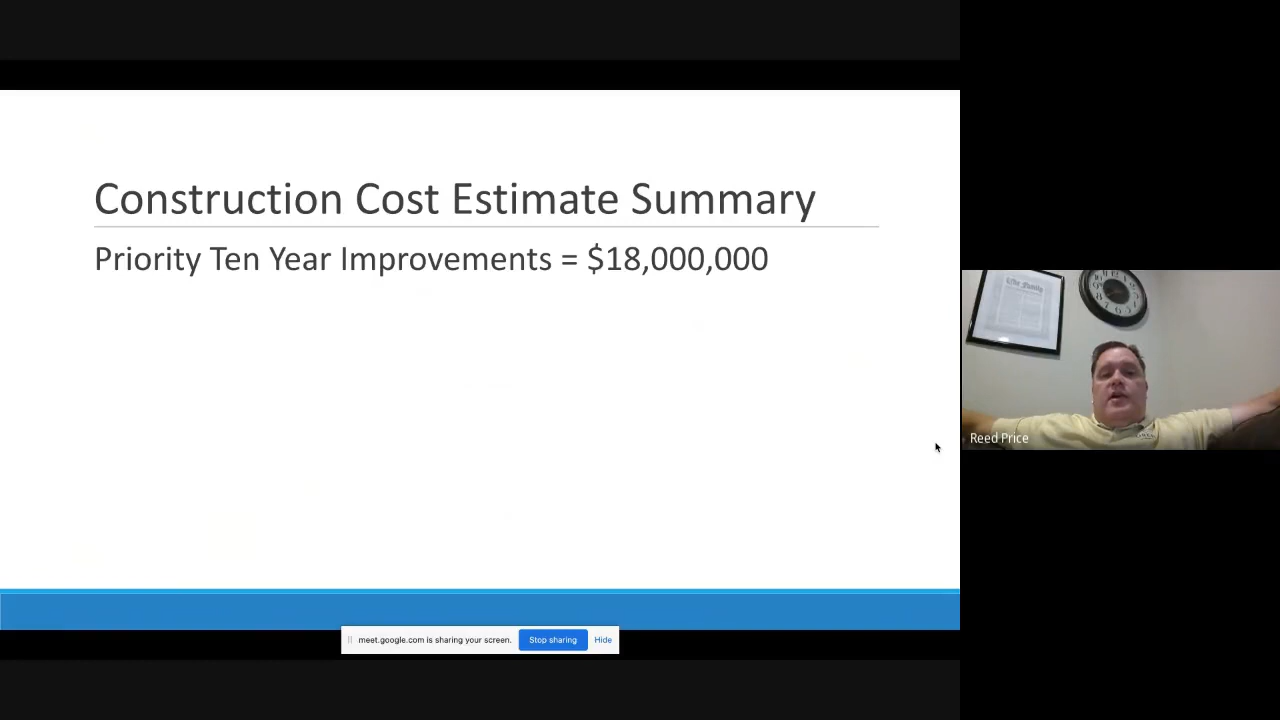 Construction Cost Estimate Summary
Priority Ten Year Improvements = $18,000,000
Reed Price
meet.google.com is sharing your screen. Stop sharing Hide